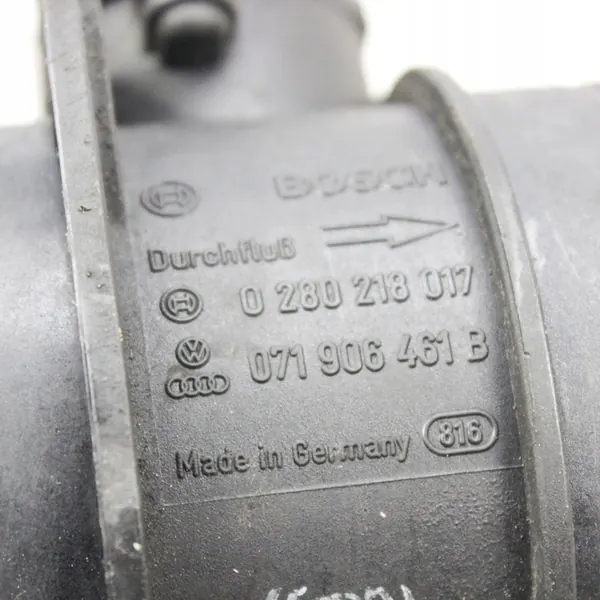 BOSCH
Durchfluß
0 280 218 017
071 906 461 B
Made in Germany 816